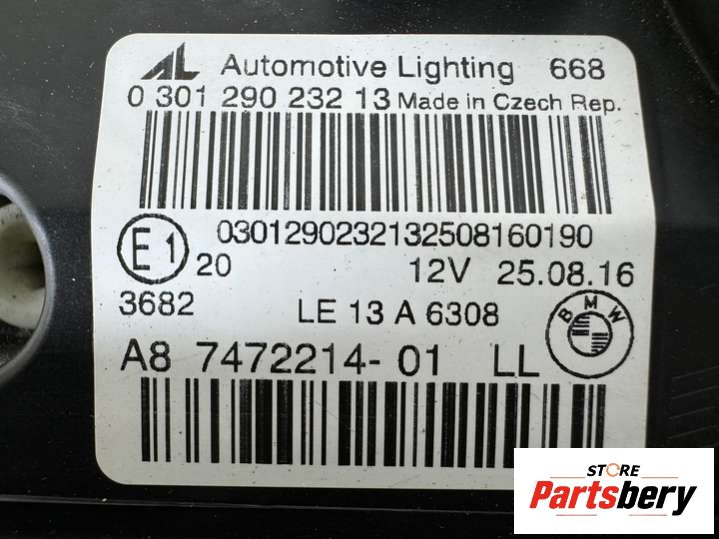 AL Automotive Lighting 668
0 301 290 232 13 Made in Czech Rep.
0301290232132508160190
E1 20 12V 25.08.16
3682 LE 13 A 6308
BMW
A8 7472214-01 LL
STORE
Partsbery